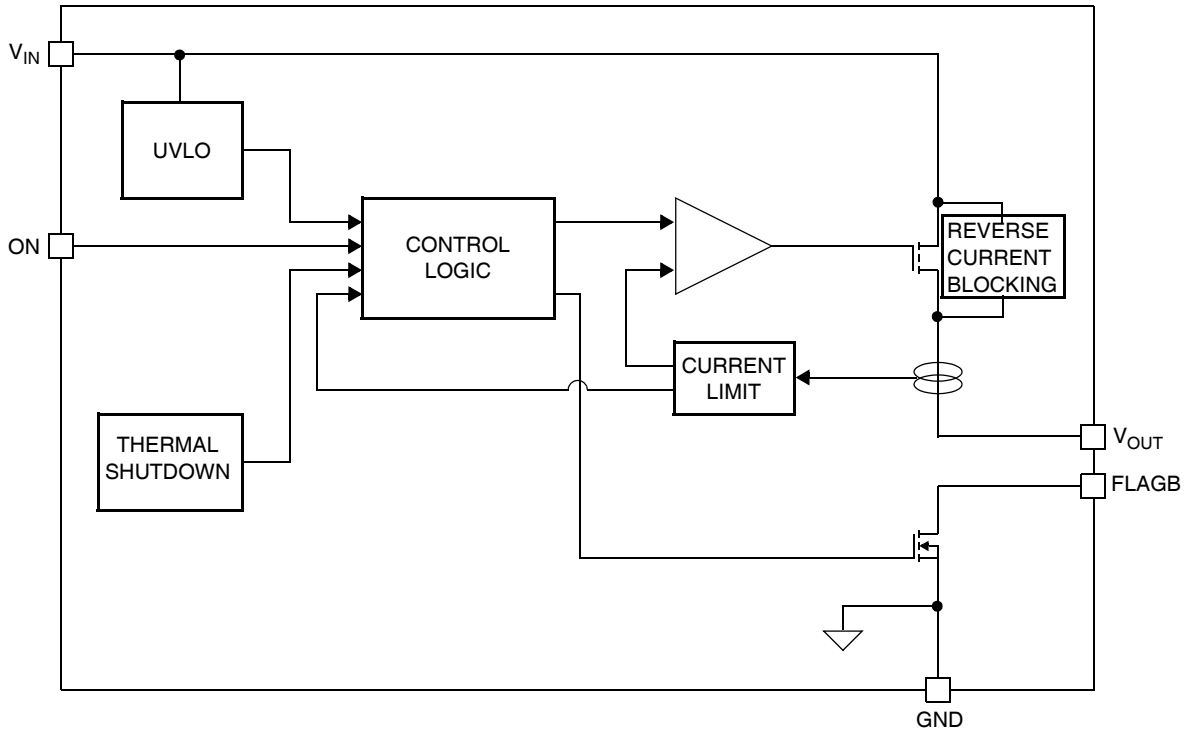 VIN
UVLO
ON
CONTROL
LOGIC
REVERSE
CURRENT
BLOCKING
CURRENT
LIMIT
THERMAL
SHUTDOWN
VOUT
FLAGB
GND